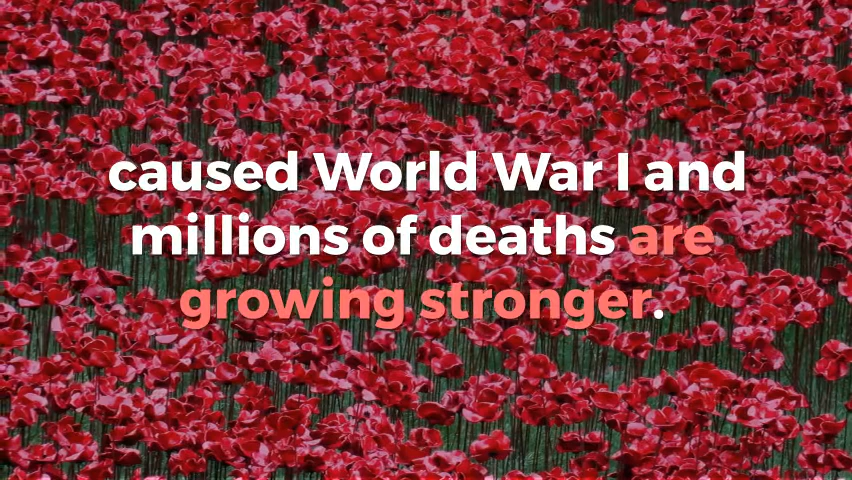 caused World War I and
millions of deaths are
growing stronger.